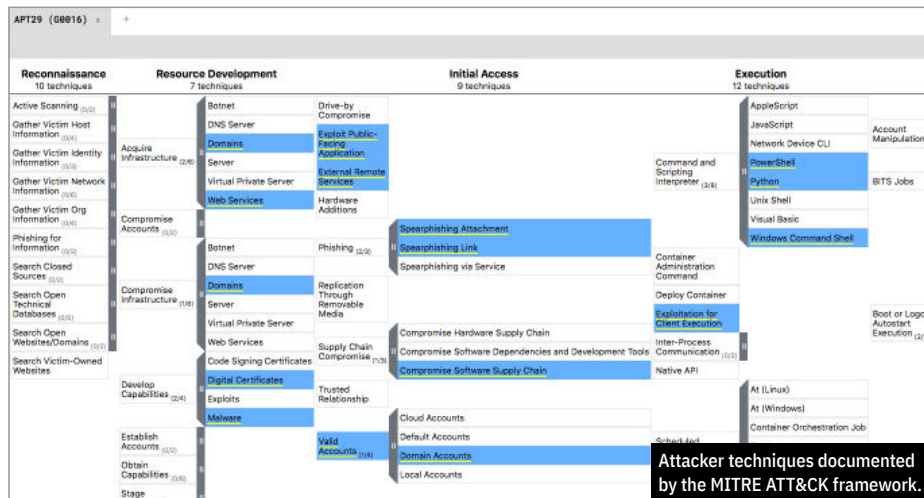 APT29 (G0016) x +
Reconnaissance
10 techniques
Active Scanning (0/2)
Gather Victim Host
Information (0/4)
Gather Victim Identity
Information (0/3)
Gather Victim Network
Information (0/6)
Gather Victim Org
Information (0/4)
Phishing for
Information (0/3)
Search Closed
Sources (0/2)
Search Open
Technical
Databases (0/5)
Search Open
Websites/Domains (0/2)
Search Victim-Owned
Websites
Resource Development
7 techniques
Acquire
Infrastructure (2/6)
Botnet
DNS Server
Domains
Server
Virtual Private Server
Web Services
Compromise
Accounts (0/2)
Compromise
Infrastructure (1/6)
Botnet
DNS Server
Domains
Server
Virtual Private Server
Web Services
Develop
Capabilities (2/4)
Code Signing Certificates
Digital Certificates
Exploits
Malware
Establish
Accounts (0/2)
Obtain
Capabilities (0/6)
Stage
Initial Access
9 techniques
Drive-by
Compromise
Exploit Public-
Facing
Application
External Remote
Services
Hardware
Additions
Phishing (2/3)
Spearphishing Attachment
Spearphishing Link
Spearphishing via Service
Replication
Through
Removable
Media
Supply Chain
Compromise (1/3)
Compromise Hardware Supply Chain
Compromise Software Dependencies and Development Tools
Compromise Software Supply Chain
Trusted
Relationship
Valid
Accounts (1/4)
Cloud Accounts
Default Accounts
Domain Accounts
Local Accounts
Execution
12 techniques
Command and
Scripting
Interpreter (3/8)
AppleScript
JavaScript
Network Device CLI
PowerShell
Python
Unix Shell
Visual Basic
Windows Command Shell
Container
Administration
Command
Deploy Container
Exploitation for
Client Execution
Inter-Process
Communication (0/2)
Native API
Scheduled
At (Linux)
At (Windows)
Container Orchestration Job
Account
Manipulation
BITS Jobs
Boot or Logo
Autostart
Execution (2/
Attacker techniques documented
by the MITRE ATT&CK framework.